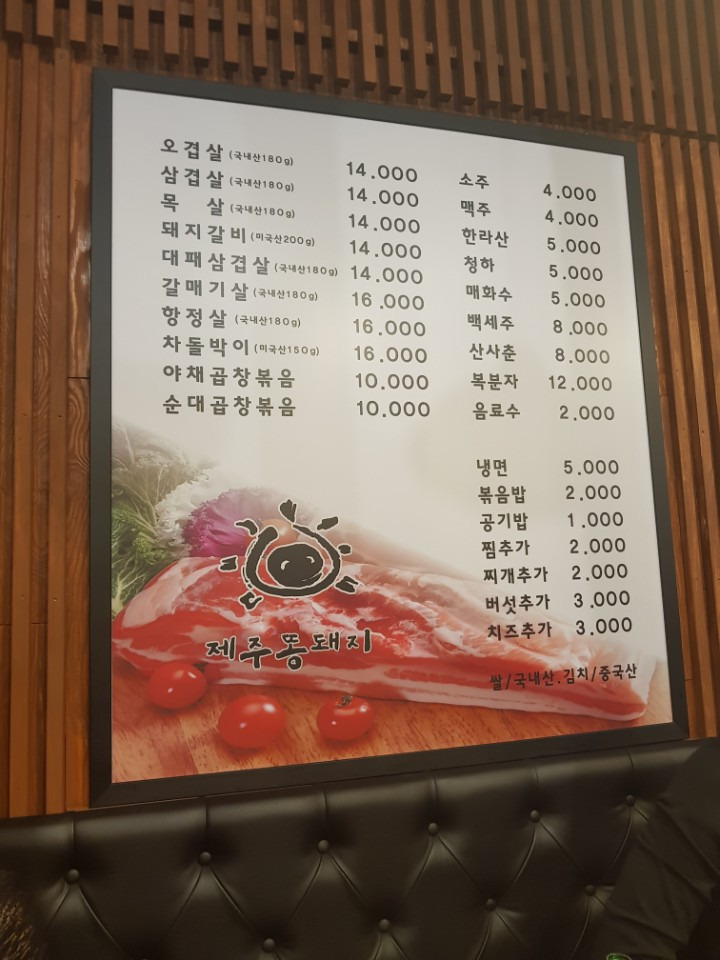 오겹살 (국내산180g) 14.000
삼겹살 (국내산180g) 14.000
목 살 (국내산180g) 14.000
돼지갈비 (미국산200g) 14.000
대패삼겹살 (국내산180g) 14.000
갈매기살 (국내산180g) 16.000
항정살 (국내산180g) 16.000
차돌박이 (미국산150g) 16.000
야채곱창볶음 10.000
순대곱창볶음 10.000
소주 4.000
맥주 4.000
한라산 5.000
청하 5.000
매화수 5.000
백세주 8.000
산사춘 8.000
복분자 12.000
음료수 2.000
냉면 5.000
볶음밥 2.000
공기밥 1.000
찜추가 2.000
찌개추가 2.000
버섯추가 3.000
치즈추가 3.000
쌀/국내산.김치/중국산
제주똥돼지